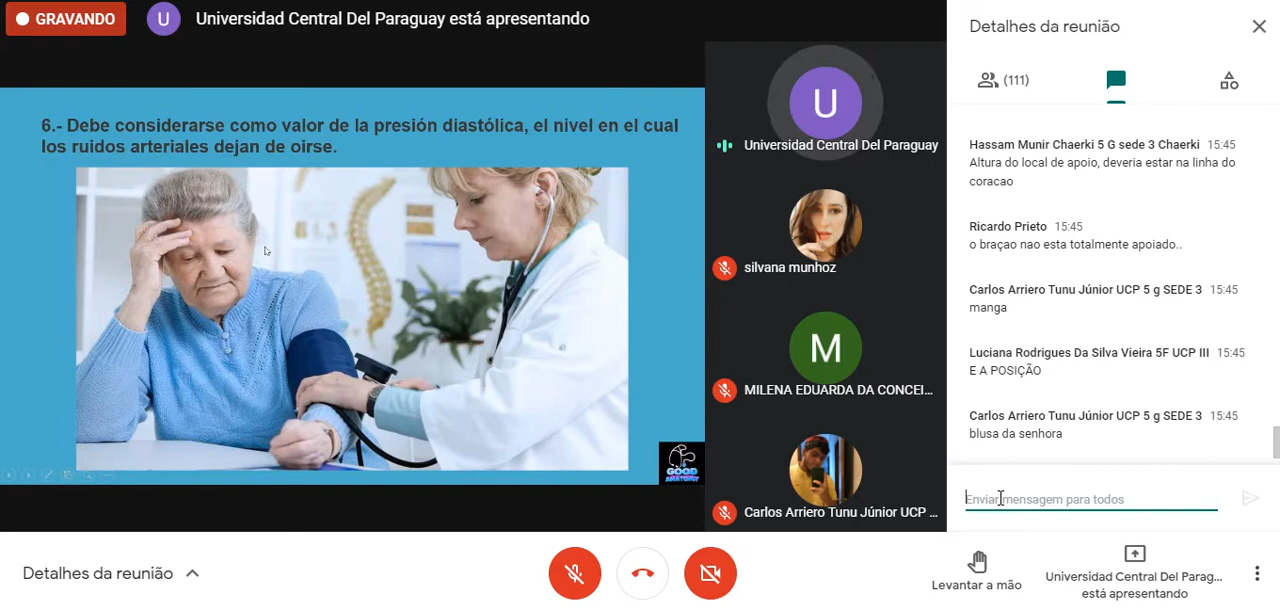 GRAVANDO
U
Universidad Central Del Paraguay está apresentando
6.- Debe considerarse como valor de la presión diastólica, el nivel en el cual
los ruidos arteriales dejan de oirse.
GOOD
ANATOMY
U
Universidad Central Del Paraguay
silvana munhoz
M
MILENA EDUARDA DA CONCEI...
Carlos Arriero Tunu Júnior UCP ...
Detalhes da reunião
(111)
Hassam Munir Chaerki 5 G sede 3 Chaerki 15:45
Altura do local de apoio, deveria estar na linha do
coracao
Ricardo Prieto 15:45
o braçao nao esta totalmente apoiado..
Carlos Arriero Tunu Júnior UCP 5 g SEDE 3 15:45
manga
Luciana Rodrigues Da Silva Vieira 5F UCP III 15:45
E A POSIÇÃO
Carlos Arriero Tunu Júnior UCP 5 g SEDE 3 15:45
blusa da senhora
Enviar mensagem para todos
Detalhes da reunião
Levantar a mão
Universidad Central Del Parag...
está apresentando